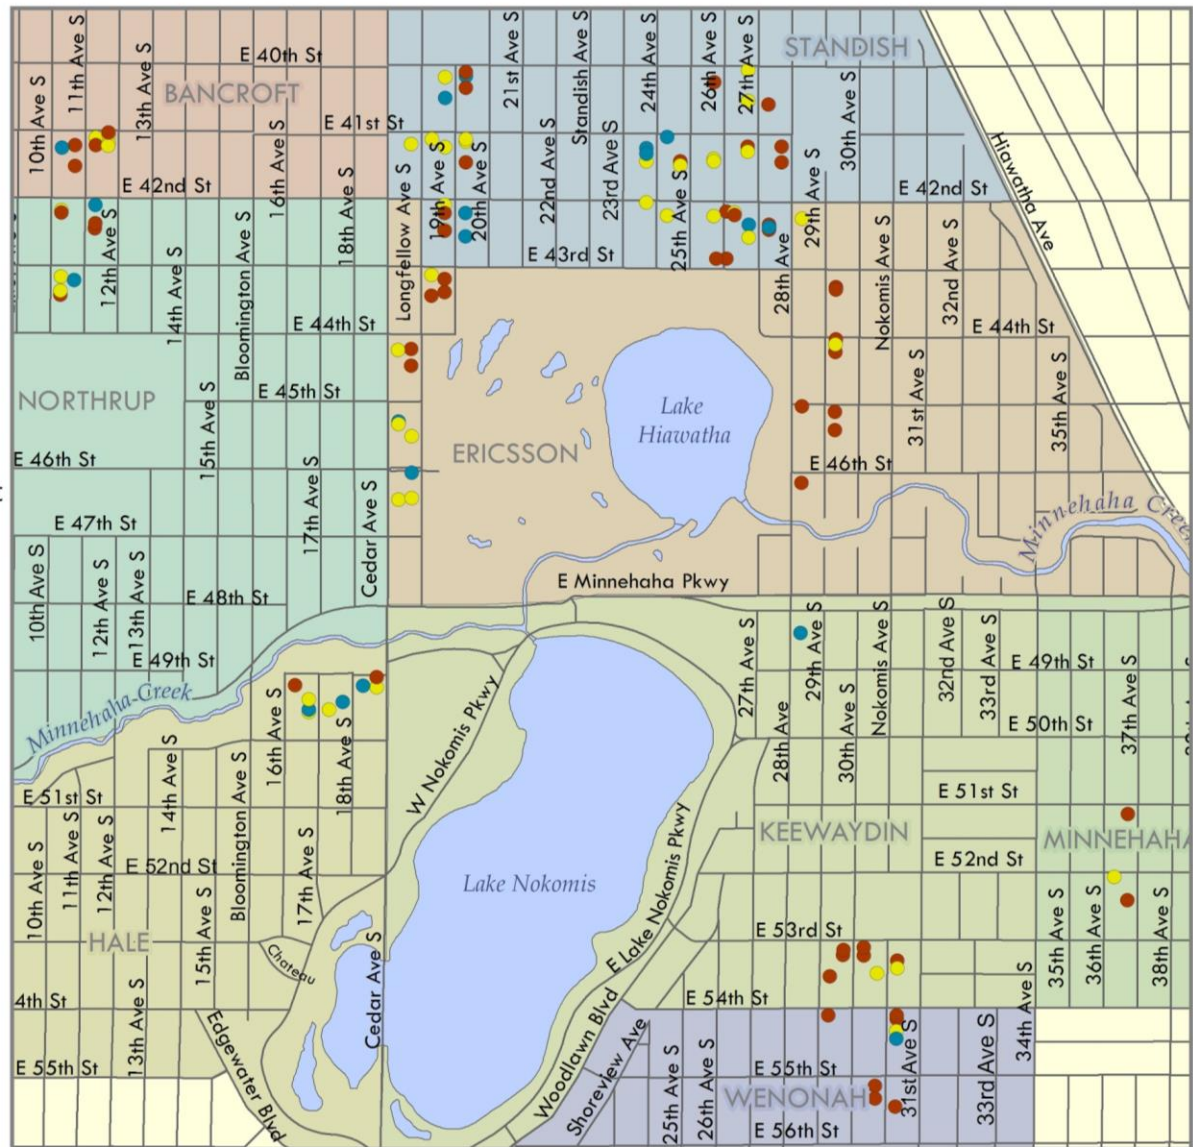 11th Ave S
13th Ave S
10th Ave S
BANCROFT
E 40th St
E 41st St
16th Ave S
E 42nd St
18th Ave S
Longfellow Ave S
19th Ave S
20th Ave S
21st Ave S
22nd Ave S
Standish Ave S
23rd Ave S
24th Ave S
25th Ave S
26th Ave S
27th Ave S
STANDISH
30th Ave S
29th Ave S
28th Ave
E 42nd St
E 43rd St
Hiawatha Ave
12th Ave S
14th Ave S
Bloomington Ave S
E 44th St
Nokomis Ave S
32nd Ave S
E 44th St
NORTHRUP
15th Ave S
E 45th St
E 46th St
17th Ave S
Cedar Ave S
ERICSSON
Lake
Hiawatha
31st Ave S
35th Ave S
E 46th St
E 47th St
Minnehaha Creek
10th Ave S
12th Ave S
13th Ave S
E 48th St
E Minnehaha Pkwy
E 49th St
Minnehaha Creek
16th Ave S
18th Ave S
W Nokomis Pkwy
27th Ave S
29th Ave S
28th Ave
30th Ave S
Nokomis Ave S
32nd Ave S
33rd Ave S
E 49th St
E 50th St
37th Ave S
E 51st St
14th Ave S
Bloomington Ave S
E 51st St
10th Ave S
11th Ave S
12th Ave S
E 52nd St
15th Ave S
17th Ave S
KEEWAYDIN
MINNEHAHA
E 52nd St
Lake Nokomis
E Lake Nokomis Pkwy
35th Ave S
36th Ave S
38th Ave S
HALE
Chateau
E 53rd St
4th St
13th Ave S
Cedar Ave S
E 54th St
34th Ave S
Edgewater Blvd
E 55th St
Woodlawn Blvd
Shoreview Ave
25th Ave S
26th Ave S
E 55th St
WENONAH
31st Ave S
33rd Ave S
E 56th St